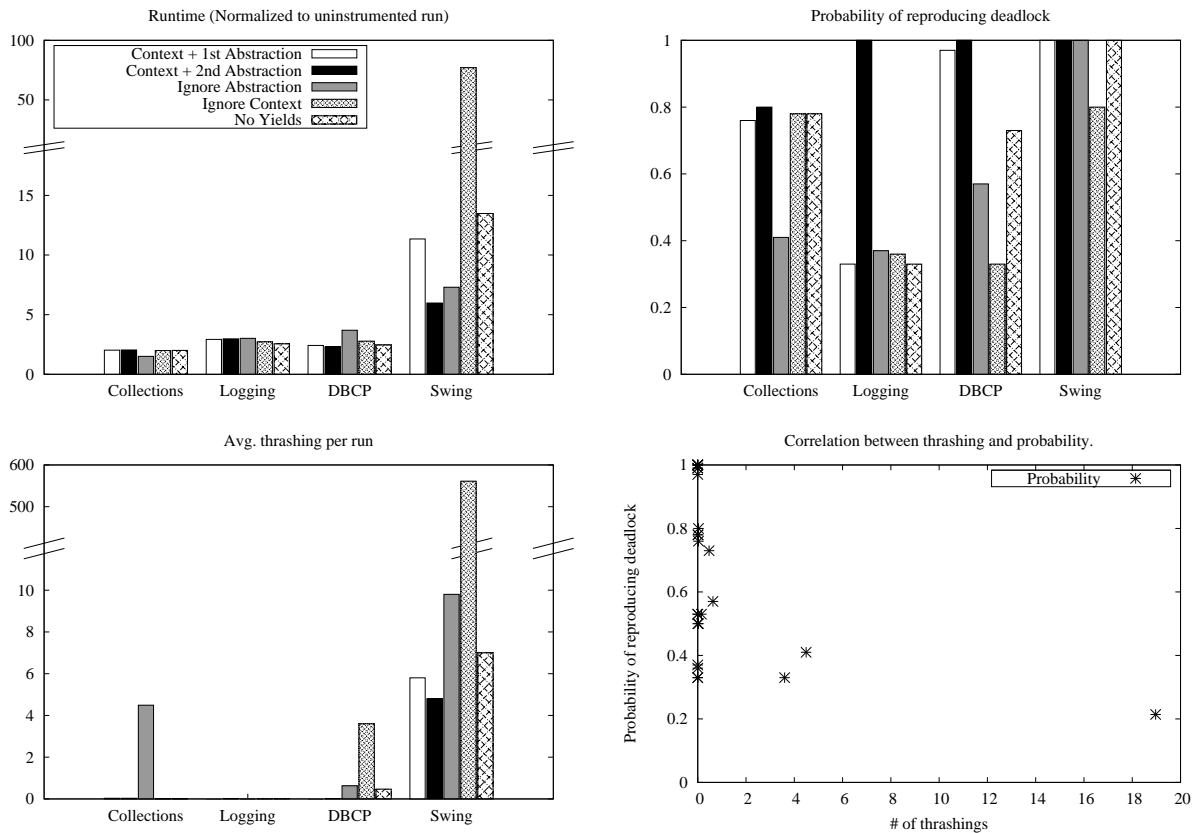 Runtime (Normalized to uninstrumented run)
100
50
15
10
5
0
Context + 1st Abstraction
Context + 2nd Abstraction
Ignore Abstraction
Ignore Context
No Yields
Collections Logging DBCP Swing
Probability of reproducing deadlock
1
0.8
0.6
0.4
0.2
0
Collections Logging DBCP Swing
Avg. thrashing per run
600
500
10
8
6
4
2
0
Collections Logging DBCP Swing
Correlation between thrashing and probability.
Probability
Probability of reproducing deadlock
1
0.8
0.6
0.4
0.2
0
0 2 4 6 8 10 12 14 16 18 20
# of thrashings